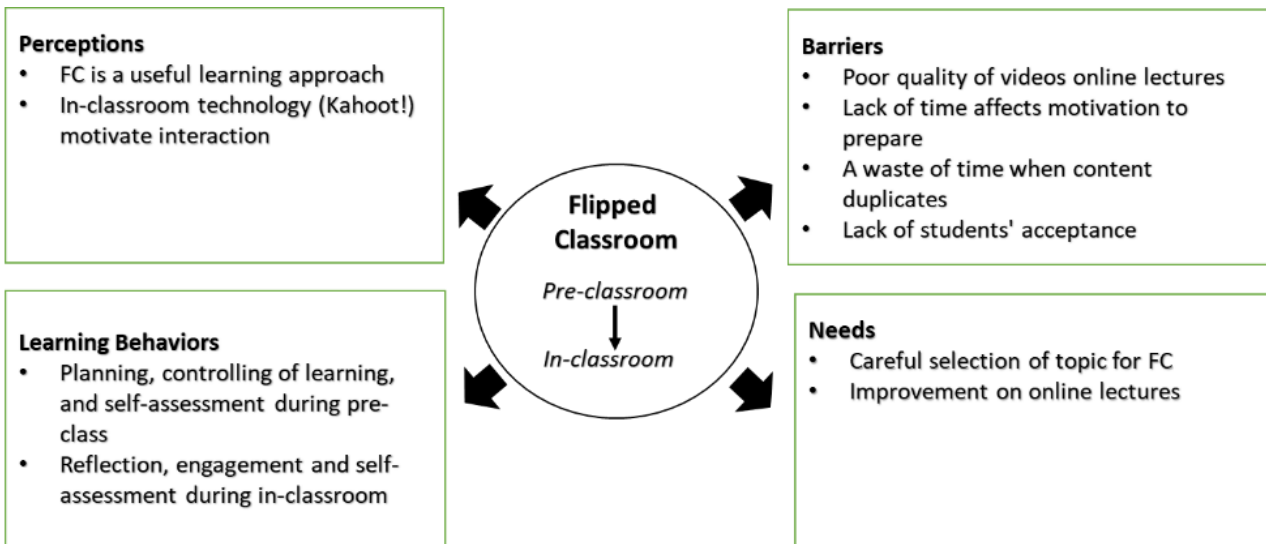 Perceptions
• FC is a useful learning approach
• In-classroom technology (Kahoot!)
motivate interaction
Barriers
• Poor quality of videos online lectures
• Lack of time affects motivation to
prepare
• A waste of time when content
duplicates
• Lack of students' acceptance
Flipped
Classroom
Pre-classroom
In-classroom
Learning Behaviors
• Planning, controlling of learning,
and self-assessment during pre-
class
• Reflection, engagement and self-
assessment during in-classroom
Needs
• Careful selection of topic for FC
• Improvement on online lectures